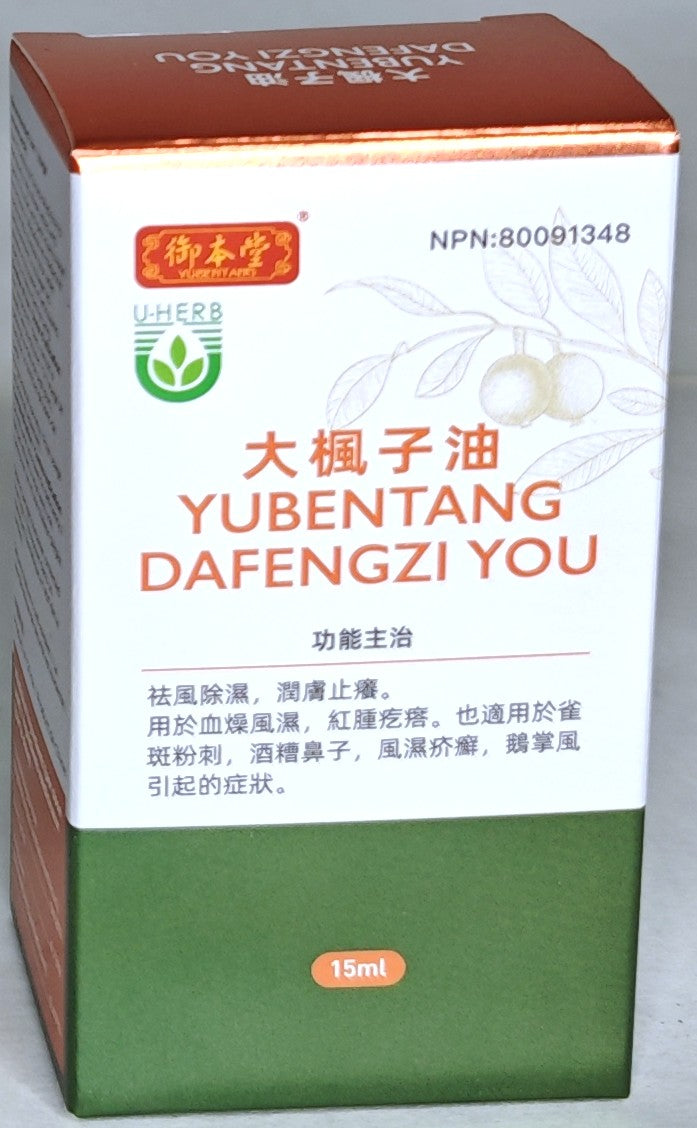 大楓子油
YUBENTANG
DAFENGZI YOU
御本堂
YUBENTANG
®
NPN:80091348
U-HERB
大楓子油
YUBENTANG
DAFENGZI YOU
功能主治
祛風除濕，潤膚止癢。
用於血燥風濕，紅腫疙瘩。也適用於雀
斑粉刺，酒糟鼻子，風濕疥癬，鵝掌風
引起的症狀。
15ml